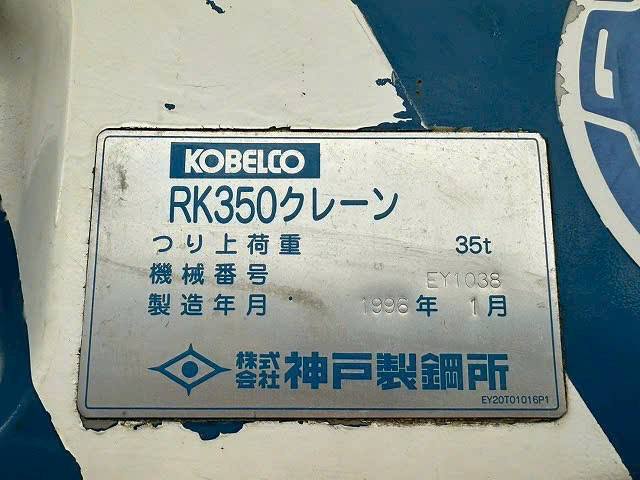 KOBELCO
RK350クレーン
つり上荷重 35t
機械番号 EY1038
製造年月 1996年 1月
株式会社 神戸製鋼所
EY20T01016P1